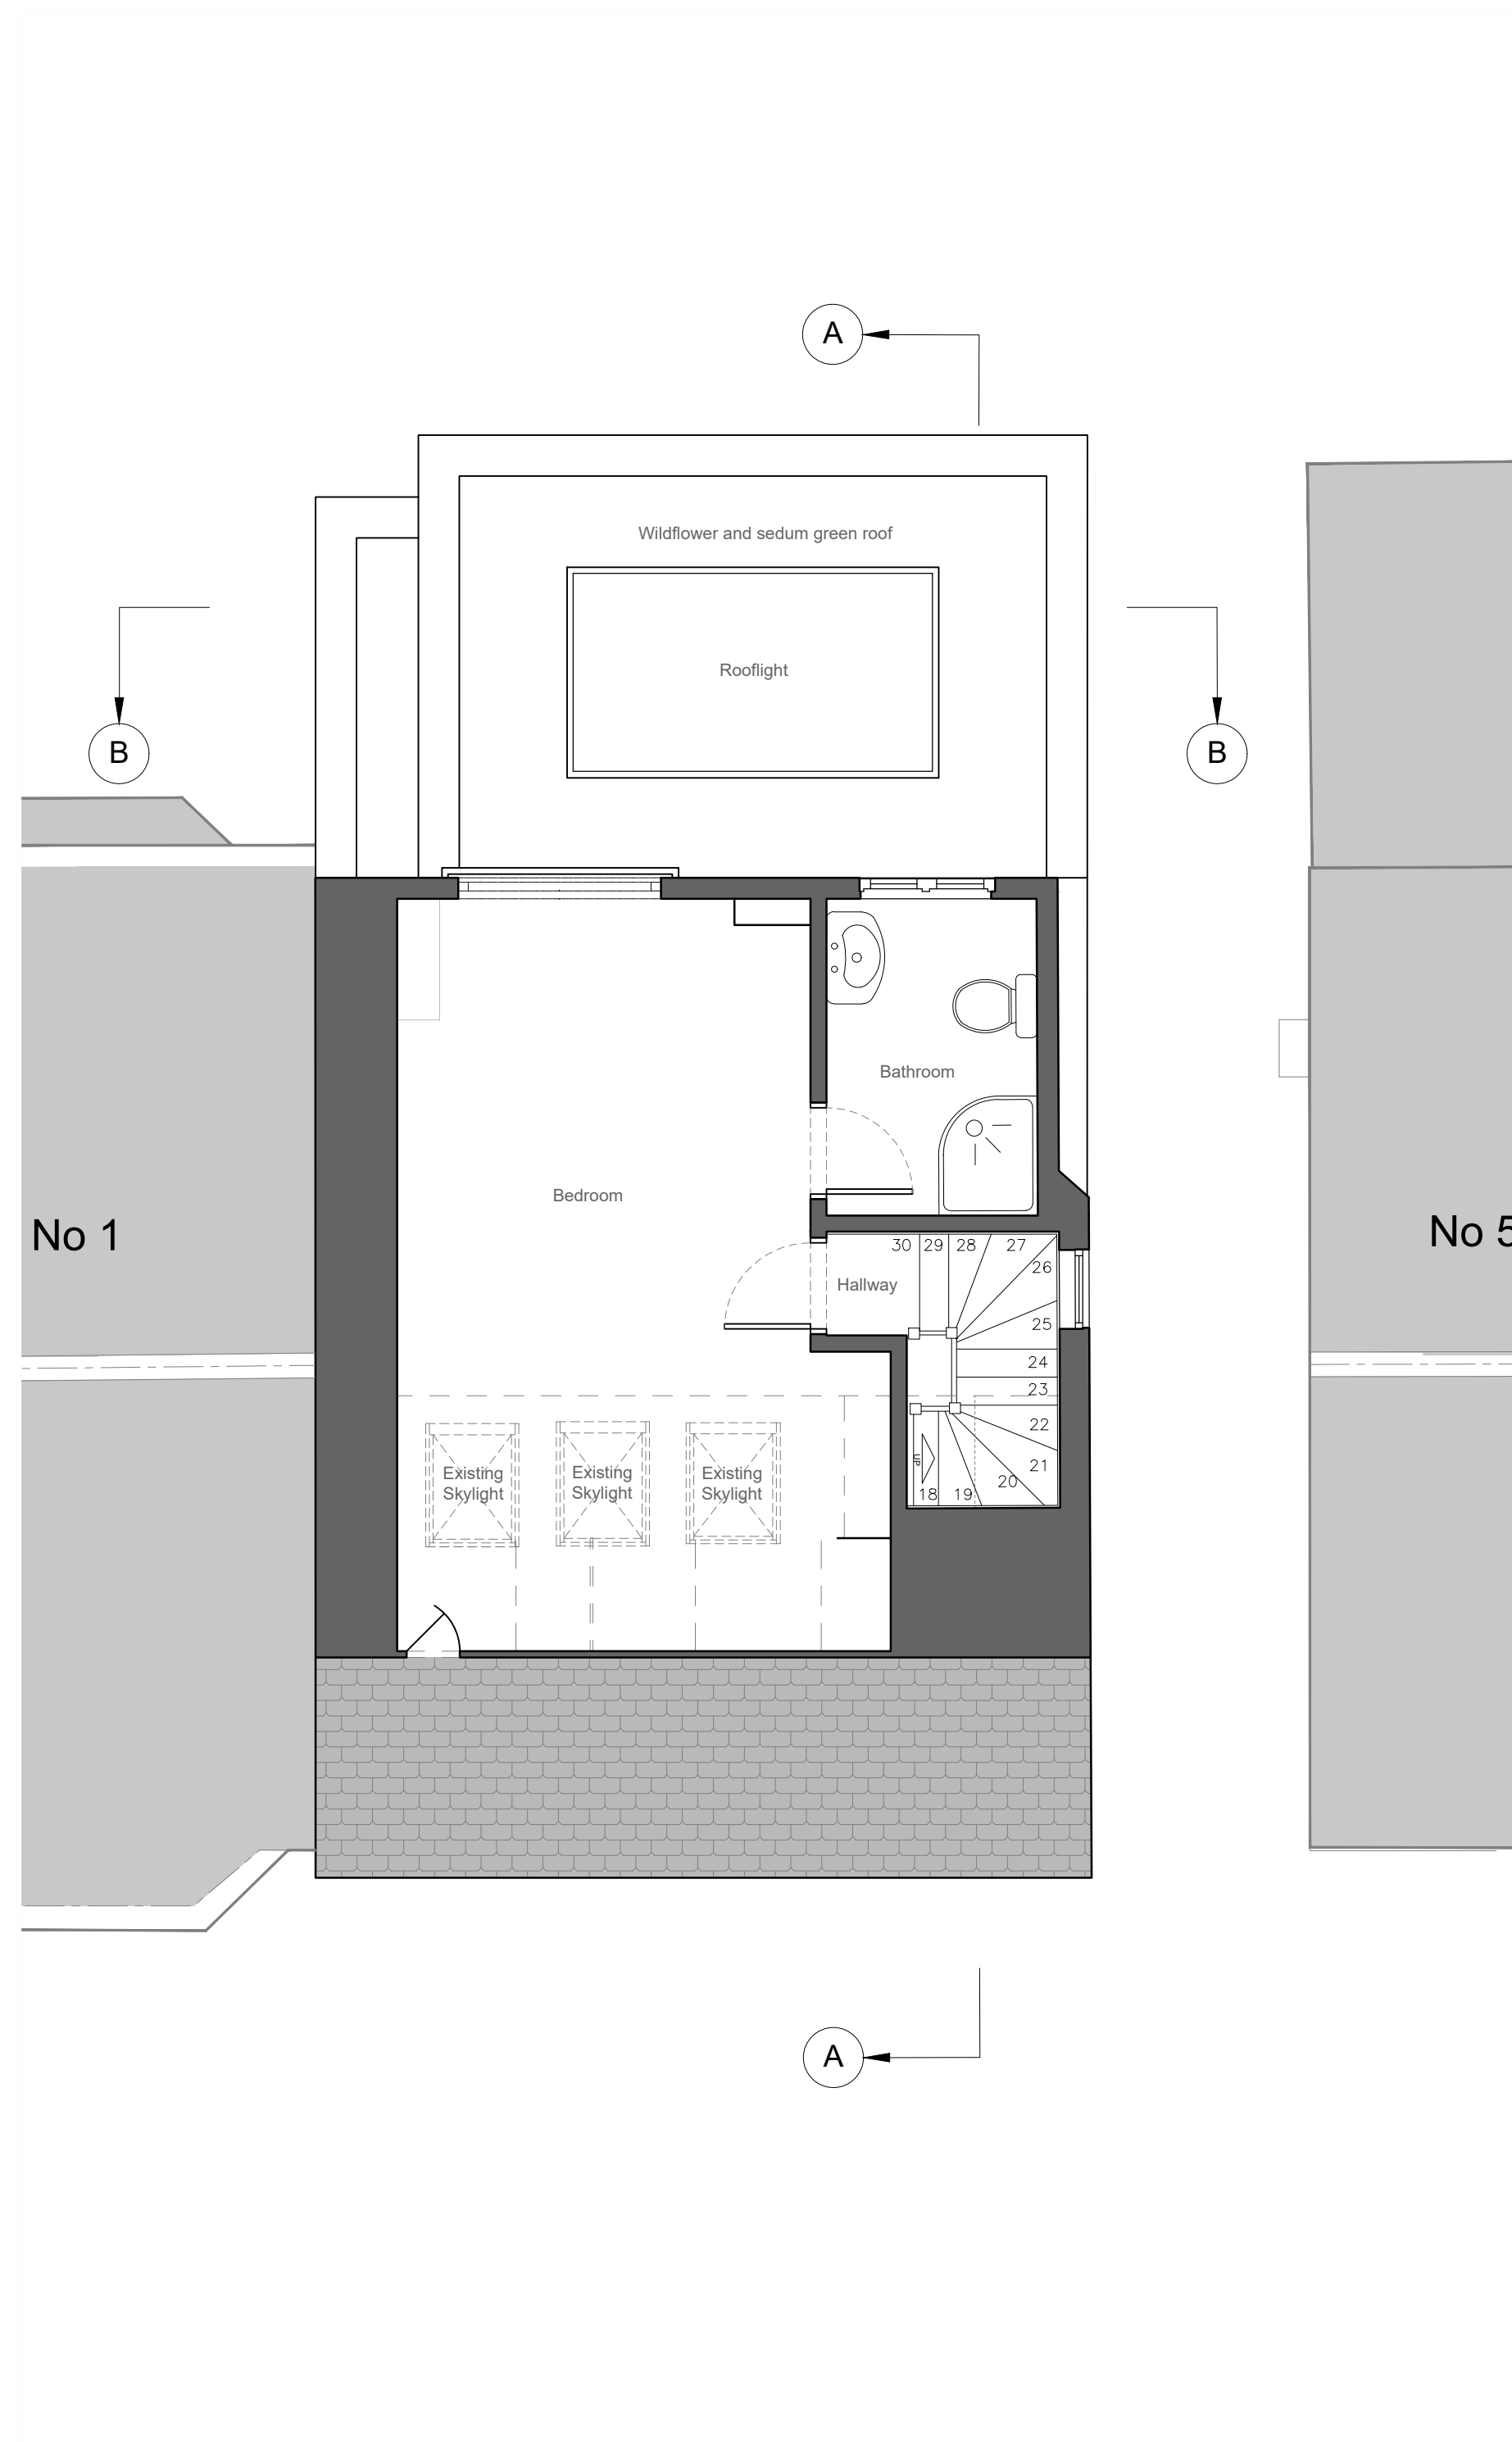 A
Wildflower and sedum green roof
Rooflight
B
B
Bathroom
Bedroom
No 1
No 5
30
29
28
27
26
Hallway
25
24
23
22
21
20
19
18
UP
Existing
Skylight
Existing
Skylight
Existing
Skylight
A